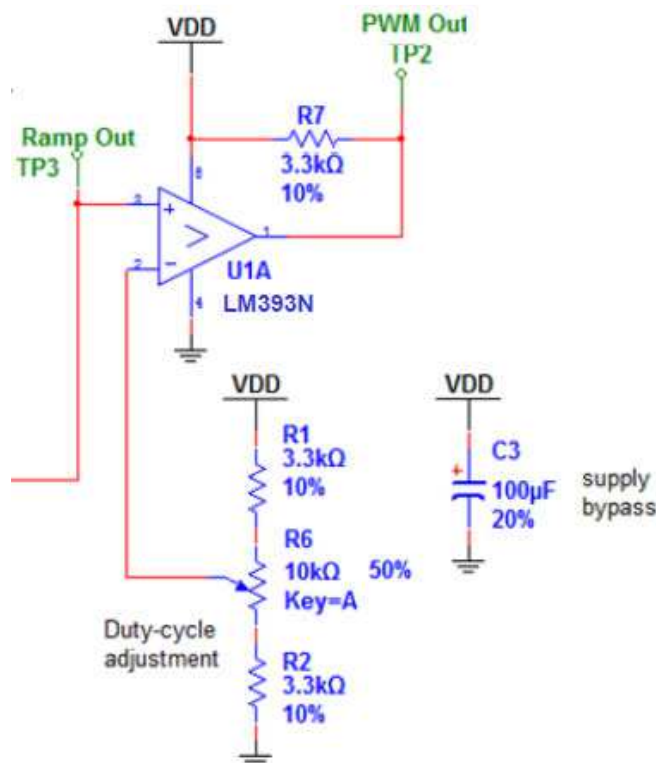 VDD
PWM Out
TP2
R7
3.3kΩ
10%
Ramp Out
TP3
8
3
+
>
1
2
−
U1A
4
LM393N
VDD
VDD
R1
3.3kΩ
10%
C3
+
100µF
20%
supply
bypass
R6
10kΩ 50%
Key=A
Duty-cycle
adjustment
R2
3.3kΩ
10%